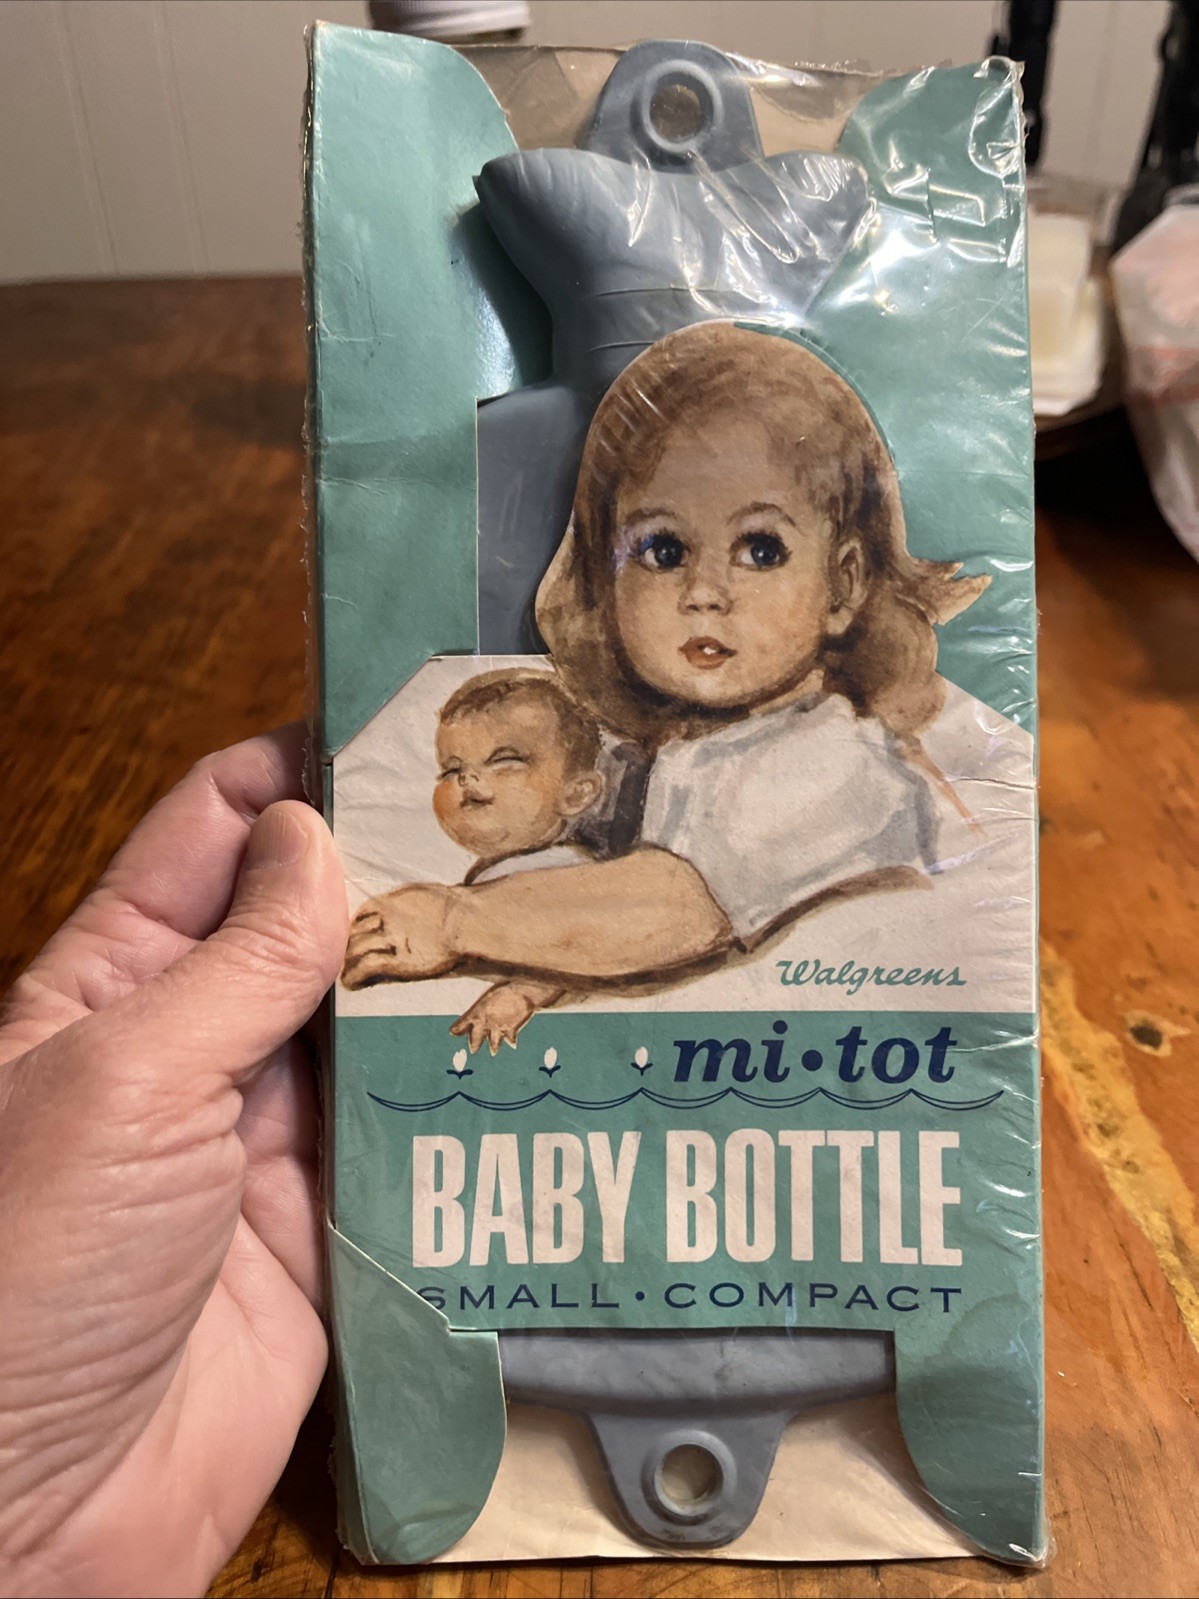 Walgreens
mi•tot
BABY BOTTLE
SMALL • COMPACT